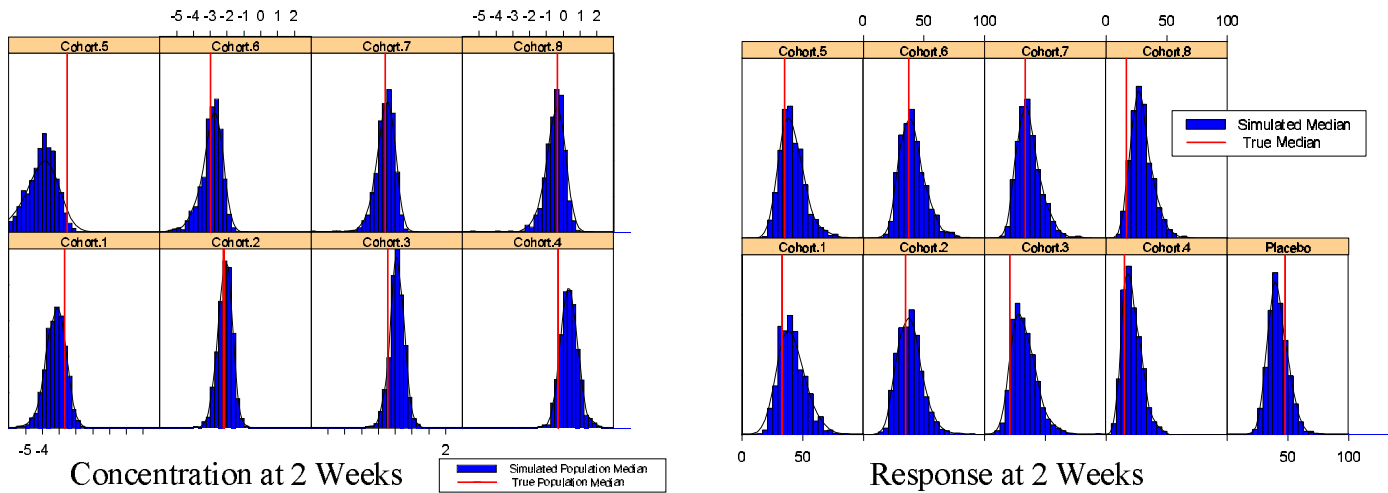 -5 -4 -3 -2 -1 0 1 2
-5 -4 -3 -2 -1 0 1 2
Cohort.5
Cohort.6
Cohort.7
Cohort.8
Cohort.1
Cohort.2
Cohort.3
Cohort.4
-5 -4
2
Concentration at 2 Weeks
Simulated Population Median
True Population Median
0 50 100
0 50 100
Cohort.5
Cohort.6
Cohort.7
Cohort.8
Simulated Median
True Median
Cohort.1
Cohort.2
Cohort.3
Cohort.4
Placebo
0 50
0 50 100
Response at 2 Weeks